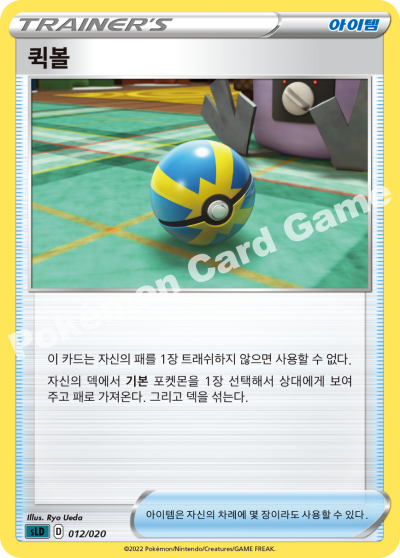 TRAINER'S
아이템
퀵볼
Pokémon Card Game
이 카드는 자신의 패를 1장 트래쉬하지 않으면 사용할 수 없다.
자신의 덱에서 기본 포켓몬을 1장 선택해서 상대에게 보여
주고 패로 가져온다. 그리고 덱을 섞는다.
Illus. Ryo Ueda
sLD D 012/020
아이템은 자신의 차례에 몇 장이라도 사용할 수 있다.
©2022 Pokémon/Nintendo/Creatures/GAME FREAK.